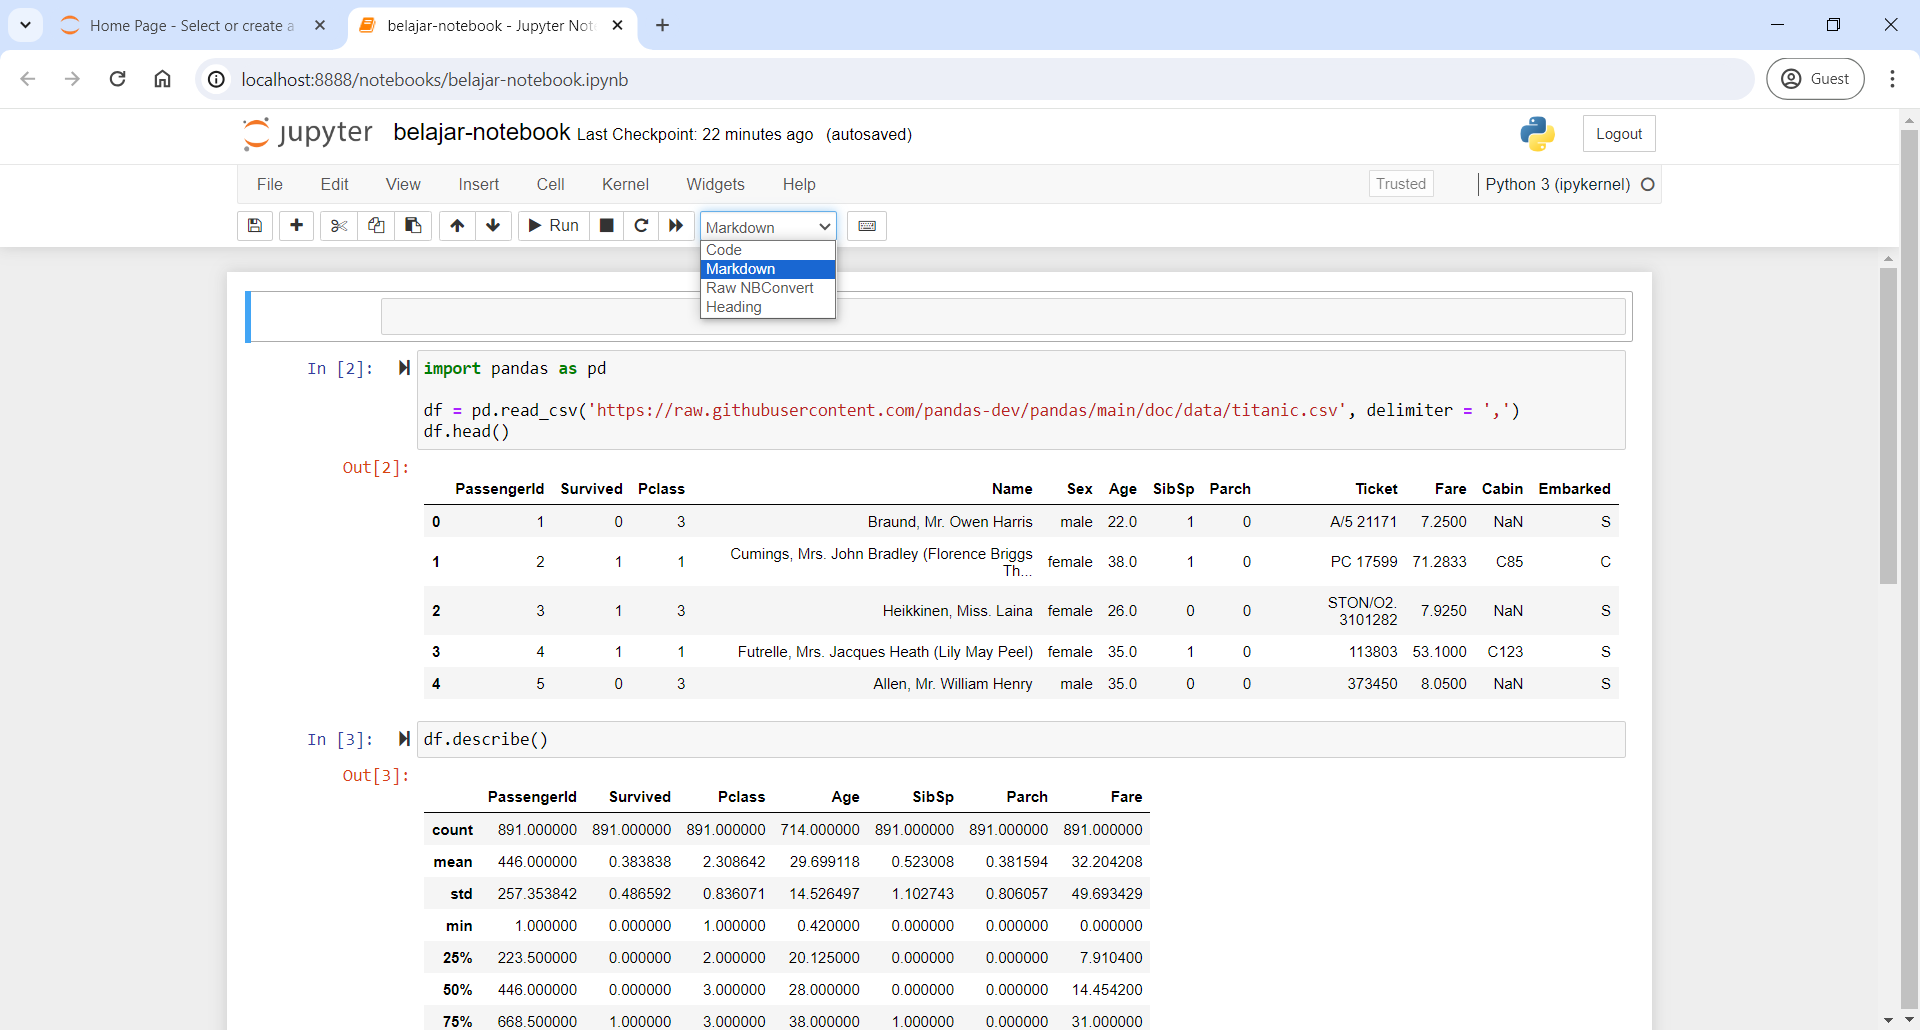 Home Page - Select or create a
belajar-notebook - Jupyter Not
localhost:8888/notebooks/belajar-notebook.ipynb
Guest
jupyter belajar-notebook Last Checkpoint: 22 minutes ago (autosaved)
Logout
File Edit View Insert Cell Kernel Widgets Help
Trusted
Python 3 (ipykernel)
Run
Markdown
Code
Markdown
Raw NBConvert
Heading
In [2]:
import pandas as pd
df = pd.read_csv('https://raw.githubusercontent.com/pandas-dev/pandas/main/doc/data/titanic.csv', delimiter = ',')
df.head()
Out[2]:
PassengerId Survived Pclass Name Sex Age SibSp Parch Ticket Fare Cabin Embarked
0 1 0 3 Braund, Mr. Owen Harris male 22.0 1 0 A/5 21171 7.2500 NaN S
1 2 1 1 Cumings, Mrs. John Bradley (Florence Briggs Th... female 38.0 1 0 PC 17599 71.2833 C85 C
2 3 1 3 Heikkinen, Miss. Laina female 26.0 0 0 STON/O2. 3101282 7.9250 NaN S
3 4 1 1 Futrelle, Mrs. Jacques Heath (Lily May Peel) female 35.0 1 0 113803 53.1000 C123 S
4 5 0 3 Allen, Mr. William Henry male 35.0 0 0 373450 8.0500 NaN S
In [3]:
df.describe()
Out[3]:
PassengerId Survived Pclass Age SibSp Parch Fare
count 891.000000 891.000000 891.000000 714.000000 891.000000 891.000000 891.000000
mean 446.000000 0.383838 2.308642 29.699118 0.523008 0.381594 32.204208
std 257.353842 0.486592 0.836071 14.526497 1.102743 0.806057 49.693429
min 1.000000 0.000000 1.000000 0.420000 0.000000 0.000000 0.000000
25% 223.500000 0.000000 2.000000 20.125000 0.000000 0.000000 7.910400
50% 446.000000 0.000000 3.000000 28.000000 0.000000 0.000000 14.454200
75% 668.500000 1.000000 3.000000 38.000000 1.000000 0.000000 31.000000